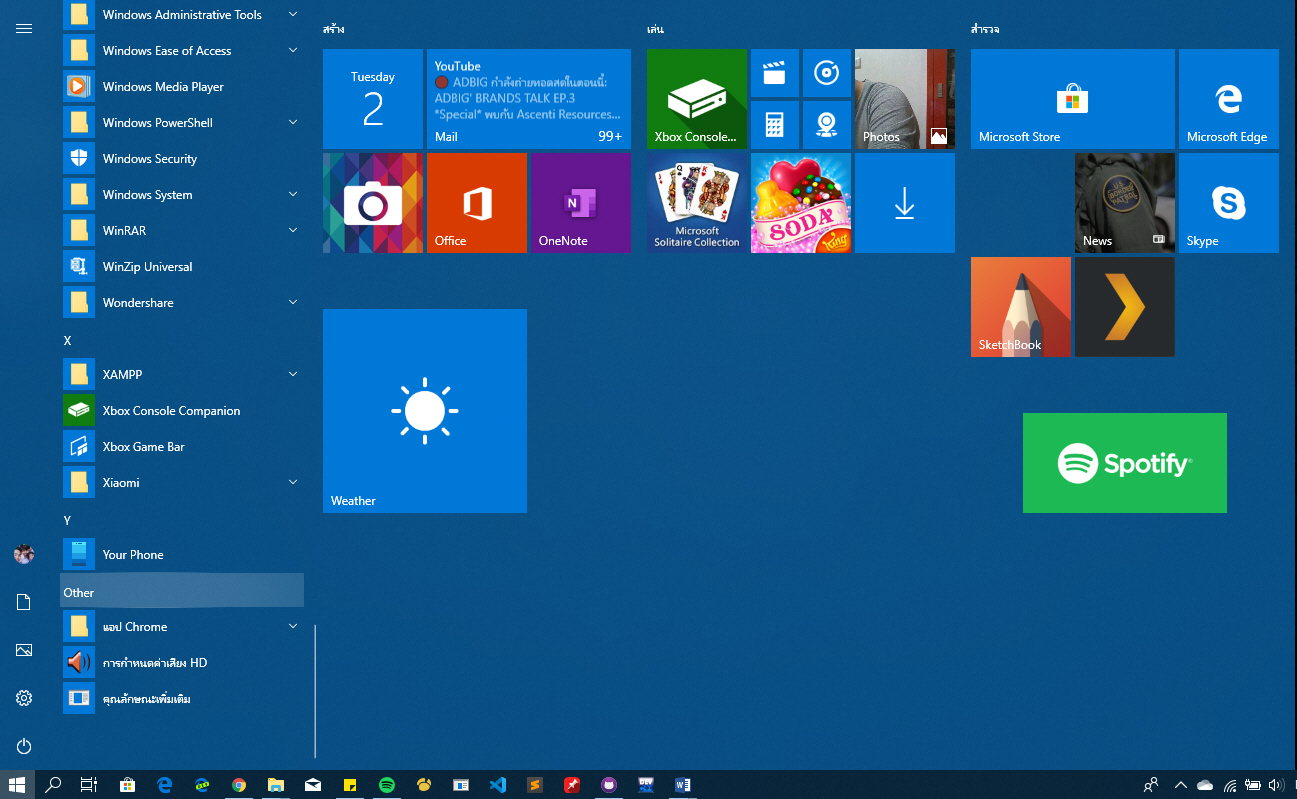 Windows Administrative Tools
Windows Ease of Access
Windows Media Player
Windows PowerShell
Windows Security
Windows System
WinRAR
WinZip Universal
Wondershare
X
XAMPP
Xbox Console Companion
Xbox Game Bar
Xiaomi
Y
Your Phone
Other
แอป Chrome
การกำหนดค่าเสียง HD
คุณลักษณะเพิ่มเติม
สร้าง
Tuesday
2
YouTube
🔴 ADBIG กำลังถ่ายทอดสดในตอนนี้:
ADBIG' BRANDS TALK EP.3
*Special* พบกับ Ascenti Resources...
Mail 99+
Office
N
OneNote
Weather
เล่น
Xbox Console...
Photos
J Q K
Microsoft
Solitaire Collection
SODA
King
สำรวจ
Microsoft Store
Microsoft Edge
U.S.
BORDER
PATROL
News
S
Skype
SketchBook
Spotify